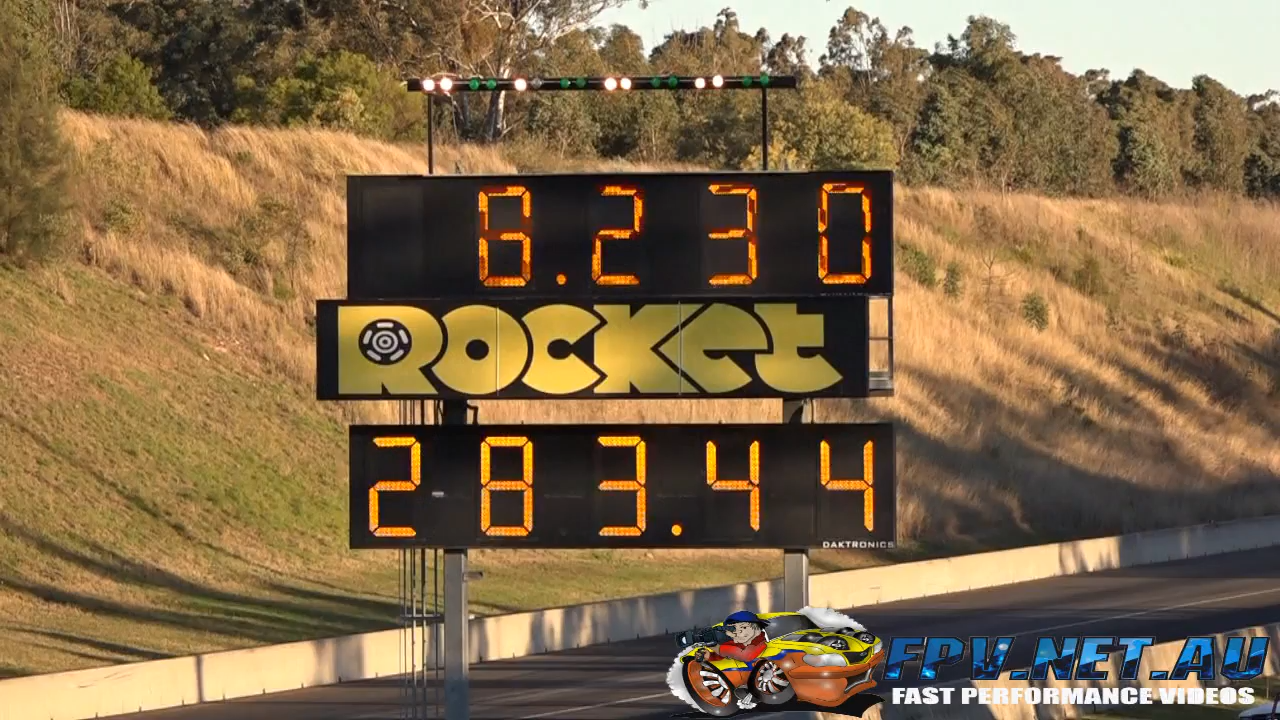 6.230
ROCKET
283.44
DAKTRONICS
FPV.NET.AU
FAST PERFORMANCE VIDEOS